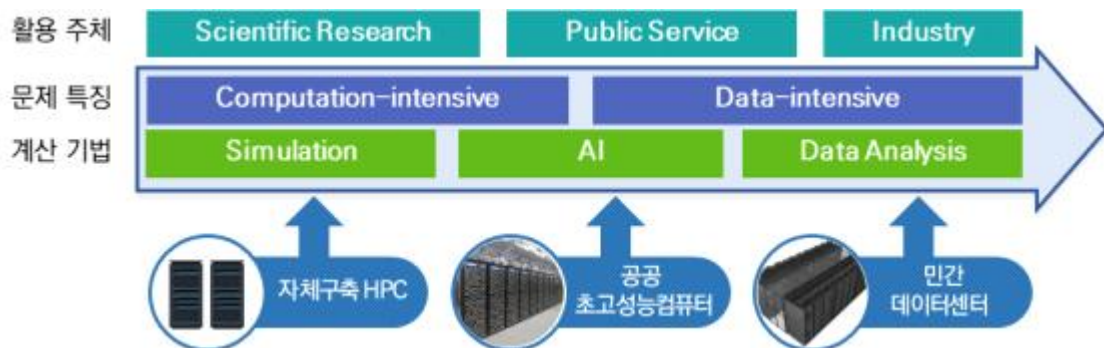 활용 주체 Scientific Research Public Service Industry
문제 특징 Computation-intensive Data-intensive
계산 기법 Simulation AI Data Analysis
자체구축 HPC
공공
초고성능컴퓨터
민간
데이터센터